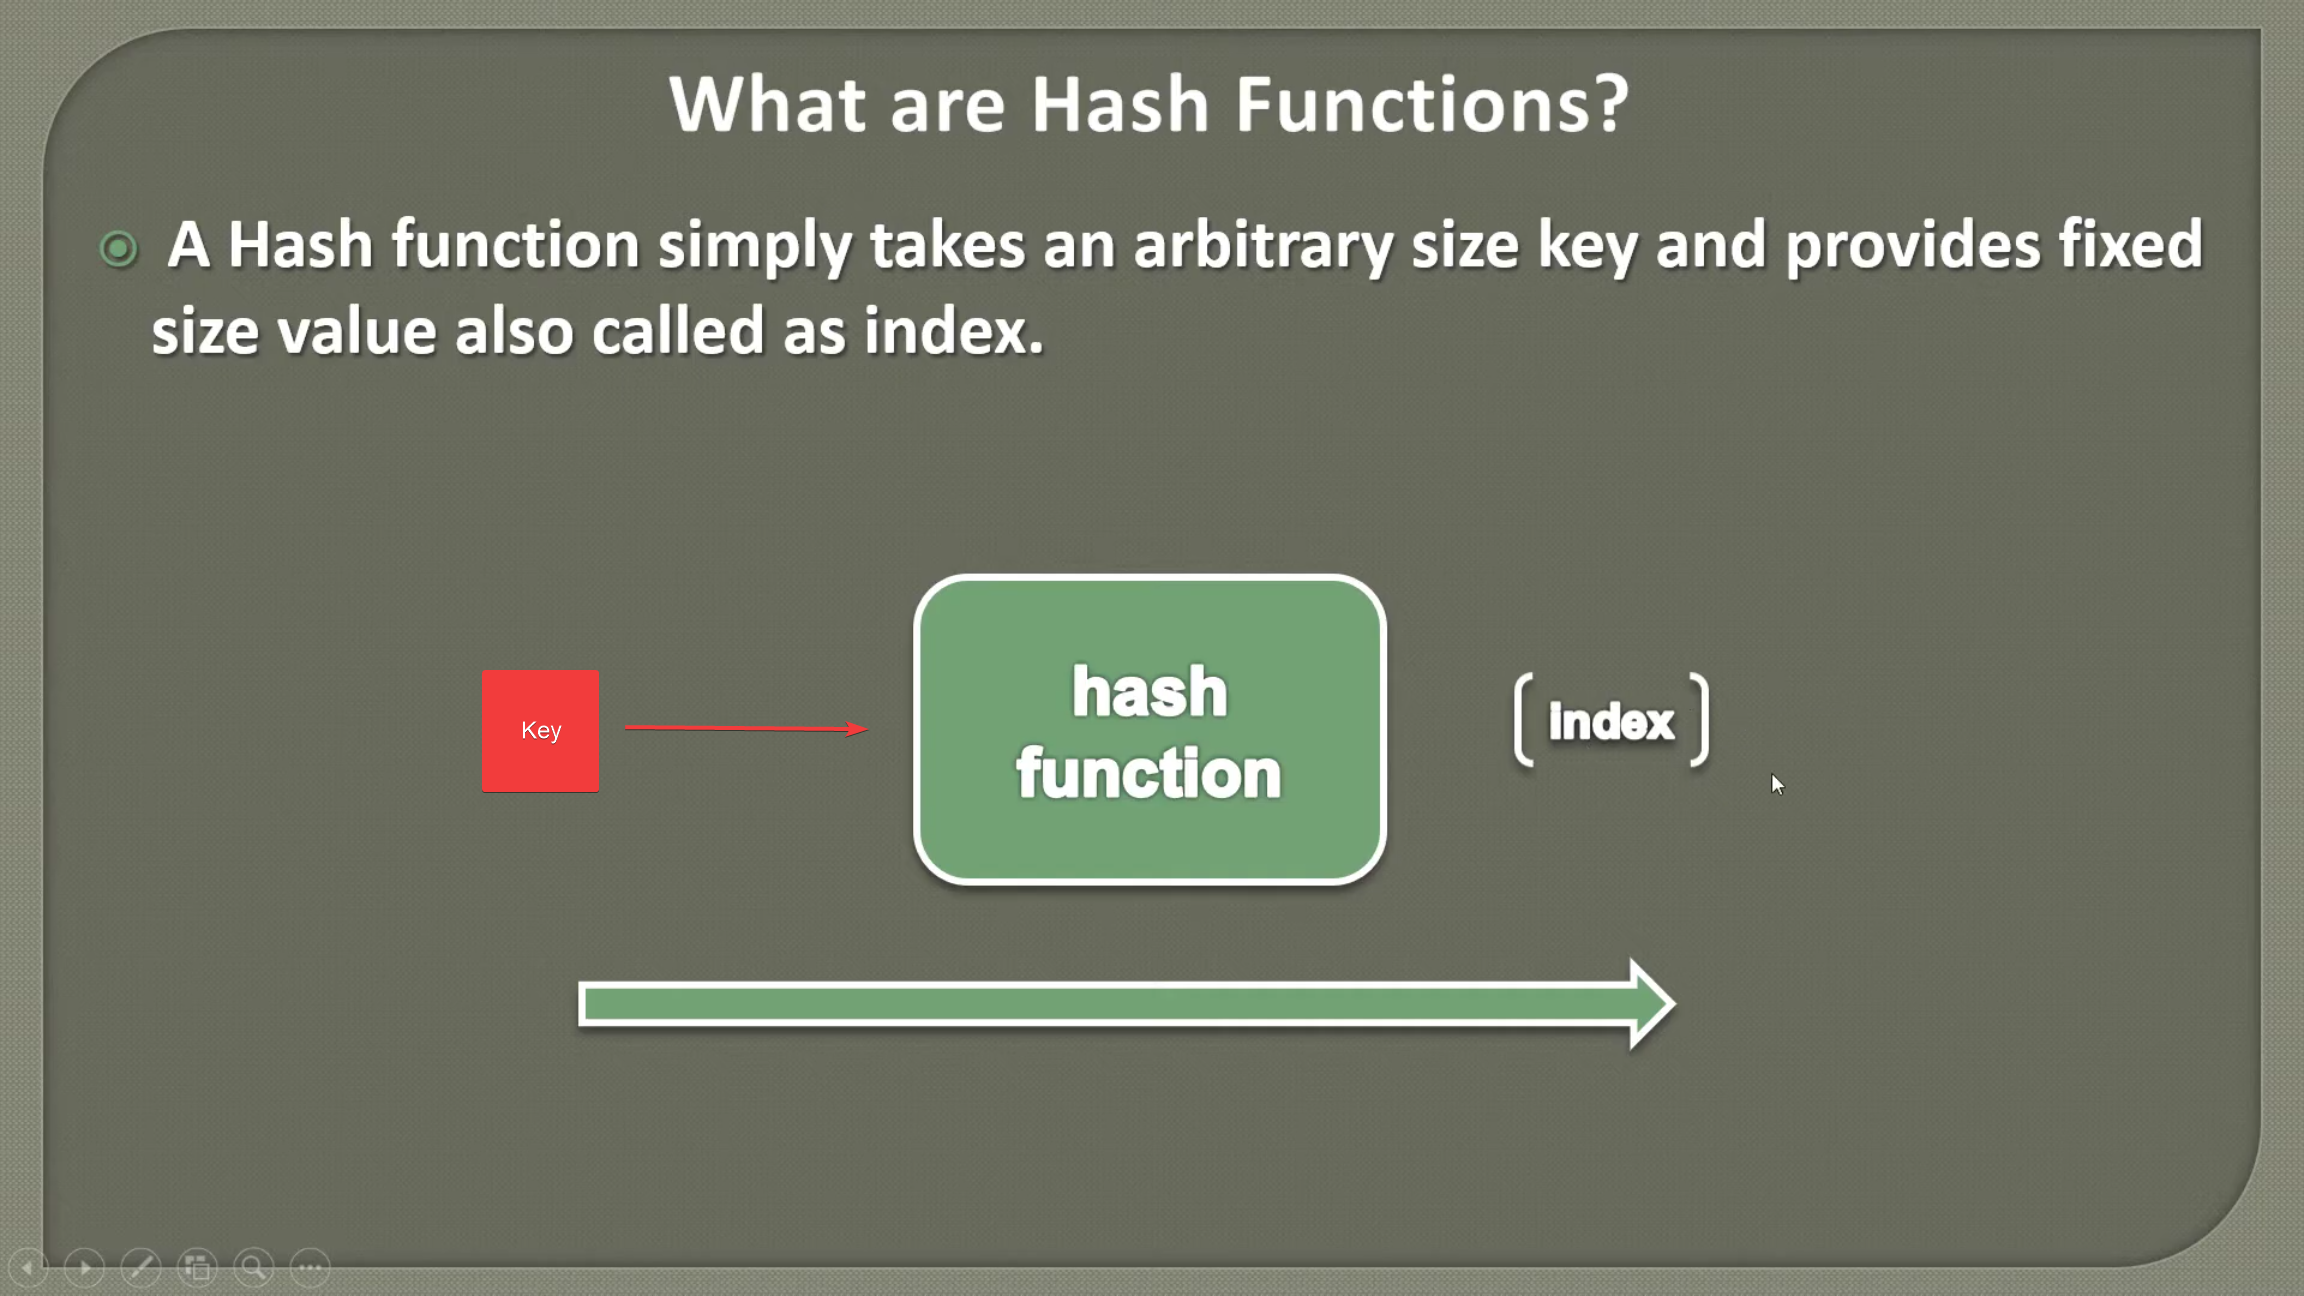 What are Hash Functions?
A Hash function simply takes an arbitrary size key and provides fixed
size value also called as index.
Key
hash
function
index